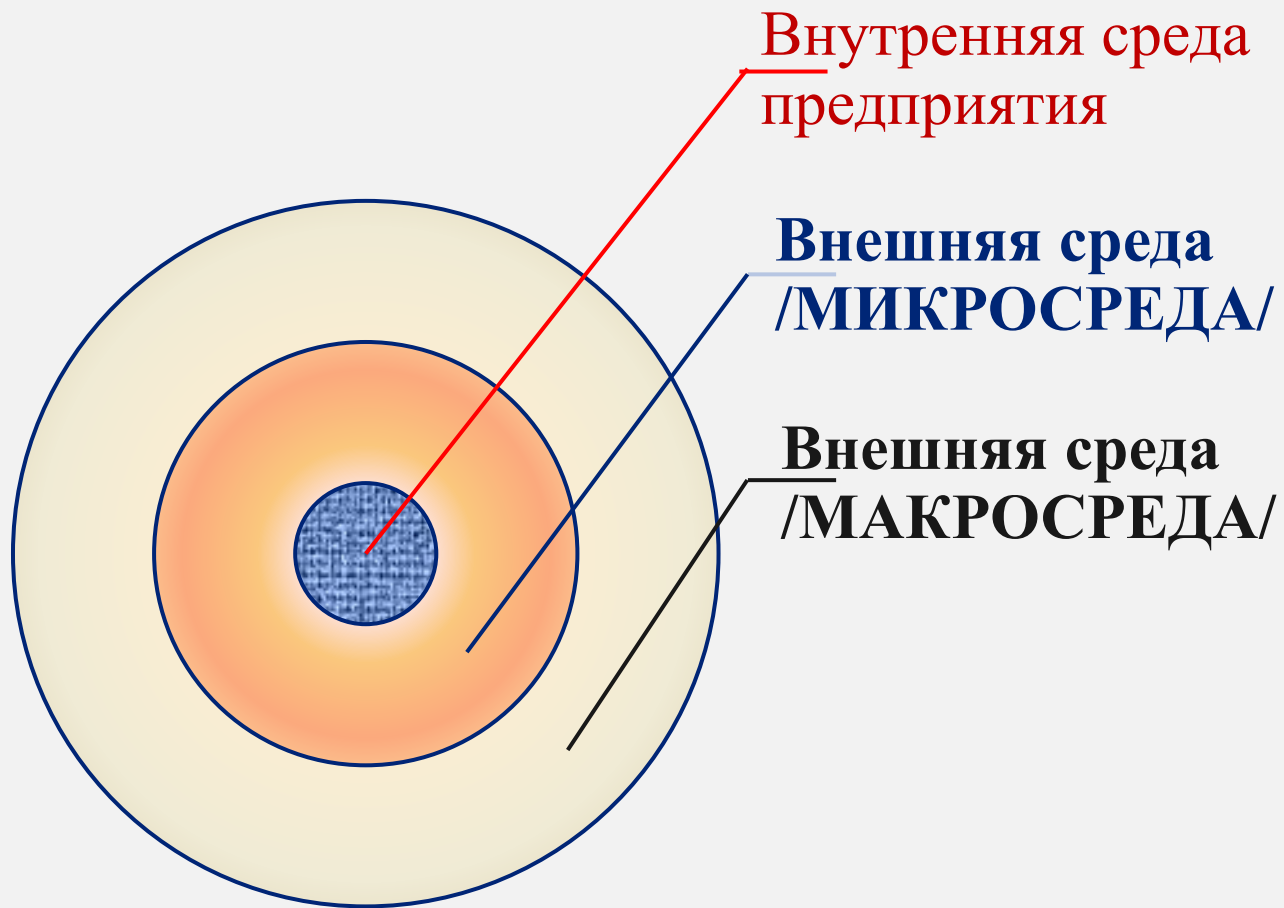 Внутренняя среда
предприятия
Внешняя среда
/МИКРОСРЕДА/
Внешняя среда
/МАКРОСРЕДА/